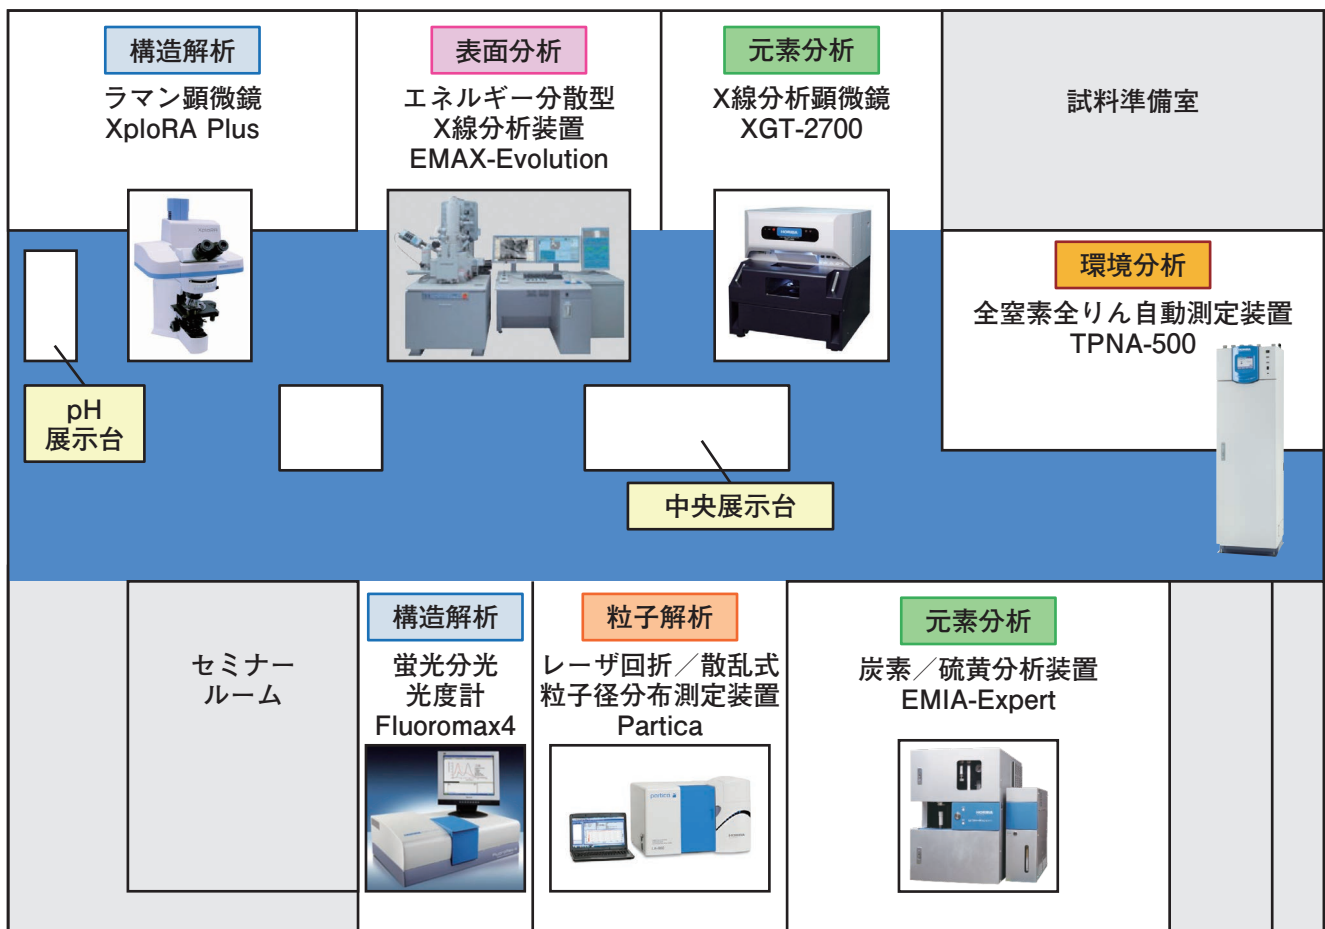 構造解析
ラマン顕微鏡
XploRA Plus
表面分析
エネルギー分散型
X線分析装置
EMAX-Evolution
元素分析
X線分析顕微鏡
XGT-2700
試料準備室
環境分析
全窒素全りん自動測定装置
TPNA-500
pH
展示台
中央展示台
セミナー
ルーム
構造解析
蛍光分光
光度計
Fluoromax4
粒子解析
レーザ回折／散乱式
粒子径分布測定装置
Partica
partica
元素分析
炭素／硫黄分析装置
EMIA-Expert